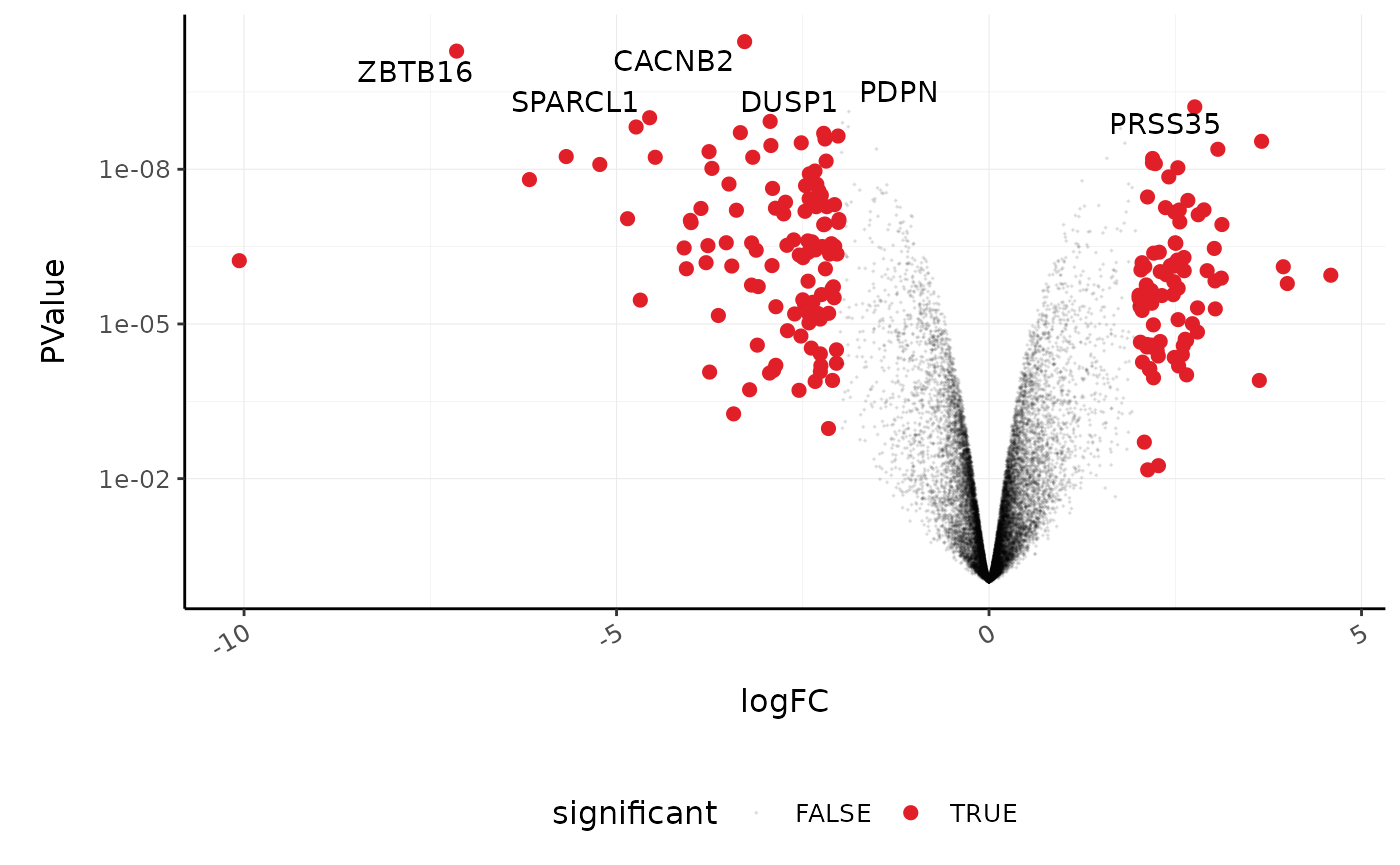 ZBTB16
CACNB2
SPARCL1
DUSP1
PDPN
PRSS35
1e-08
1e-05
1e-02
PValue
-10
-5
0
5
logFC
significant FALSE TRUE